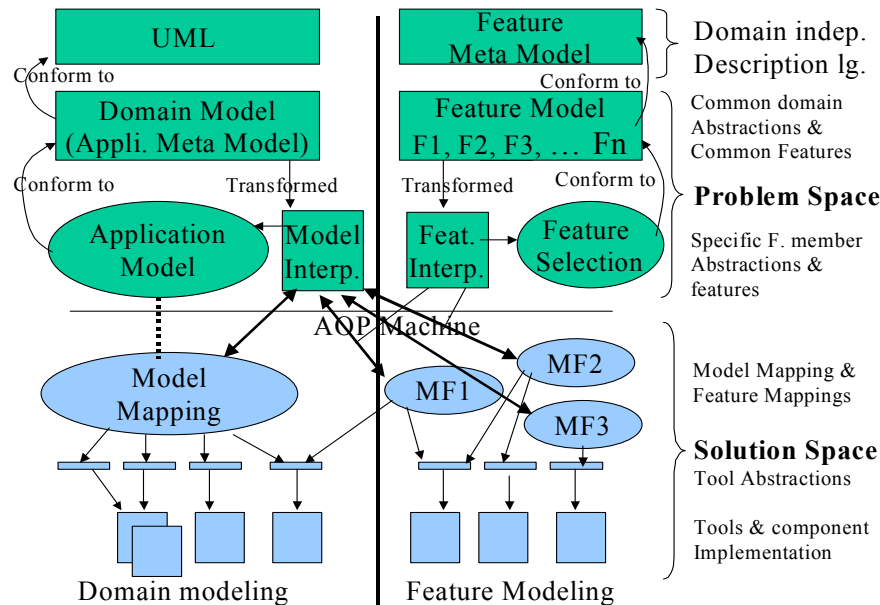 UML
Feature
Meta Model
Domain indep.
Description lg.
Conform to
Conform to
Domain Model
(Appli. Meta Model)
Feature Model
F1, F2, F3, … Fn
Common domain
Abstractions &
Common Features
Conform to
Transformed
Transformed
Conform to
Problem Space
Application
Model
Model
Interp.
Feat.
Interp.
Feature
Selection
Specific F. member
Abstractions &
features
AOP Machine
Model
Mapping
MF1
MF2
MF3
Model Mapping &
Feature Mappings
Solution Space
Tool Abstractions
Tools & component
Implementation
Domain modeling
Feature Modeling